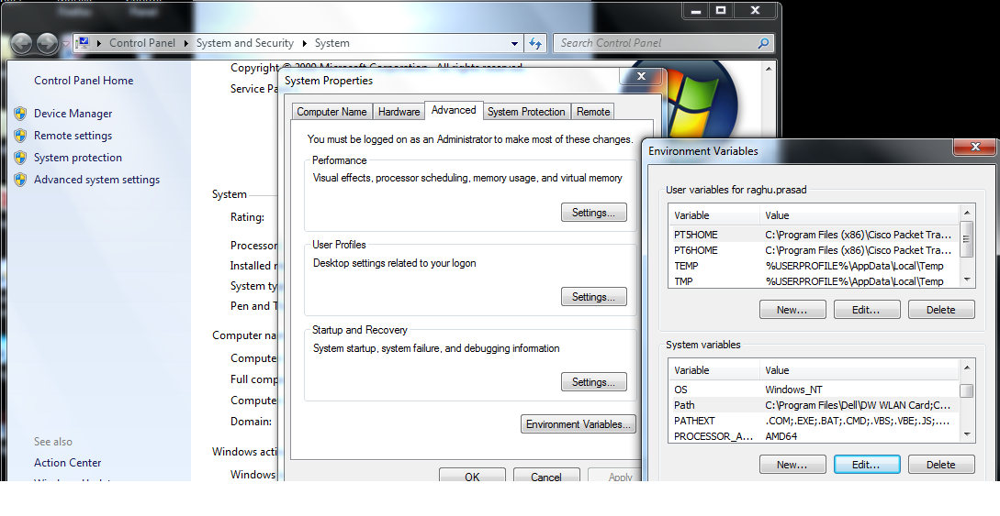 Control Panel System and Security System
Search Control Panel
Control Panel Home
Device Manager
Remote settings
System protection
Advanced system settings
See also
Action Center
Copyright © 2009 Microsoft Corporation. All rights reserved.
Service Pa
System
Rating:
Processor
Installed
System ty
Pen and T
Computer na
Compute
Full comp
Compute
Domain:
Windows acti
Windows
System Properties
Computer Name Hardware Advanced System Protection Remote
You must be logged on as an Administrator to make most of these changes.
Performance
Visual effects, processor scheduling, memory usage, and virtual memory
Settings...
User Profiles
Desktop settings related to your logon
Settings...
Startup and Recovery
System startup, system failure, and debugging information
Settings...
Environment Variables...
OK Cancel Apply
Environment Variables
User variables for raghu.prasad
Variable Value
PT5HOME C:\Program Files (x86)\Cisco Packet Tra...
PT6HOME C:\Program Files (x86)\Cisco Packet Tra...
TEMP %USERPROFILE%\AppData\Local\Temp
TMP %USERPROFILE%\AppData\Local\Temp
New... Edit... Delete
System variables
Variable Value
OS Windows_NT
Path C:\Program Files\Dell\DW WLAN Card;C...
PATHEXT .COM;.EXE;.BAT;.CMD;.VBS;.VBE;.JS;....
PROCESSOR_A... AMD64
New... Edit... Delete